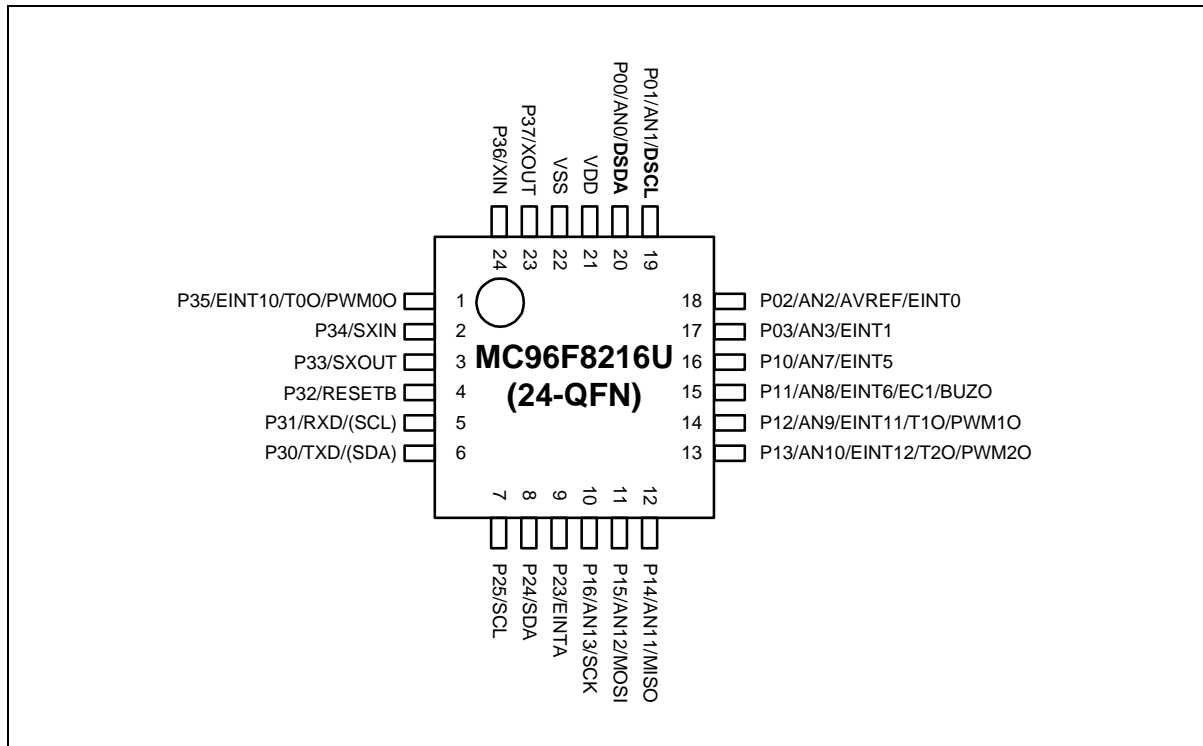 P36/XIN
P37/XOUT
VSS
VDD
P00/AN0/DSDA
P01/AN1/DSCL
24
23
22
21
20
19
P35/EINT10/T0O/PWM0O
1
P34/SXIN
2
P33/SXOUT
3
P32/RESETB
4
P31/RXD/(SCL)
5
P30/TXD/(SDA)
6
MC96F8216U
(24-QFN)
18
P02/AN2/AVREF/EINT0
17
P03/AN3/EINT1
16
P10/AN7/EINT5
15
P11/AN8/EINT6/EC1/BUZO
14
P12/AN9/EINT11/T1O/PWM1O
13
P13/AN10/EINT12/T2O/PWM2O
7
8
9
10
11
12
P25/SCL
P24/SDA
P23/EINTA
P16/AN13/SCK
P15/AN12/MOSI
P14/AN11/MISO